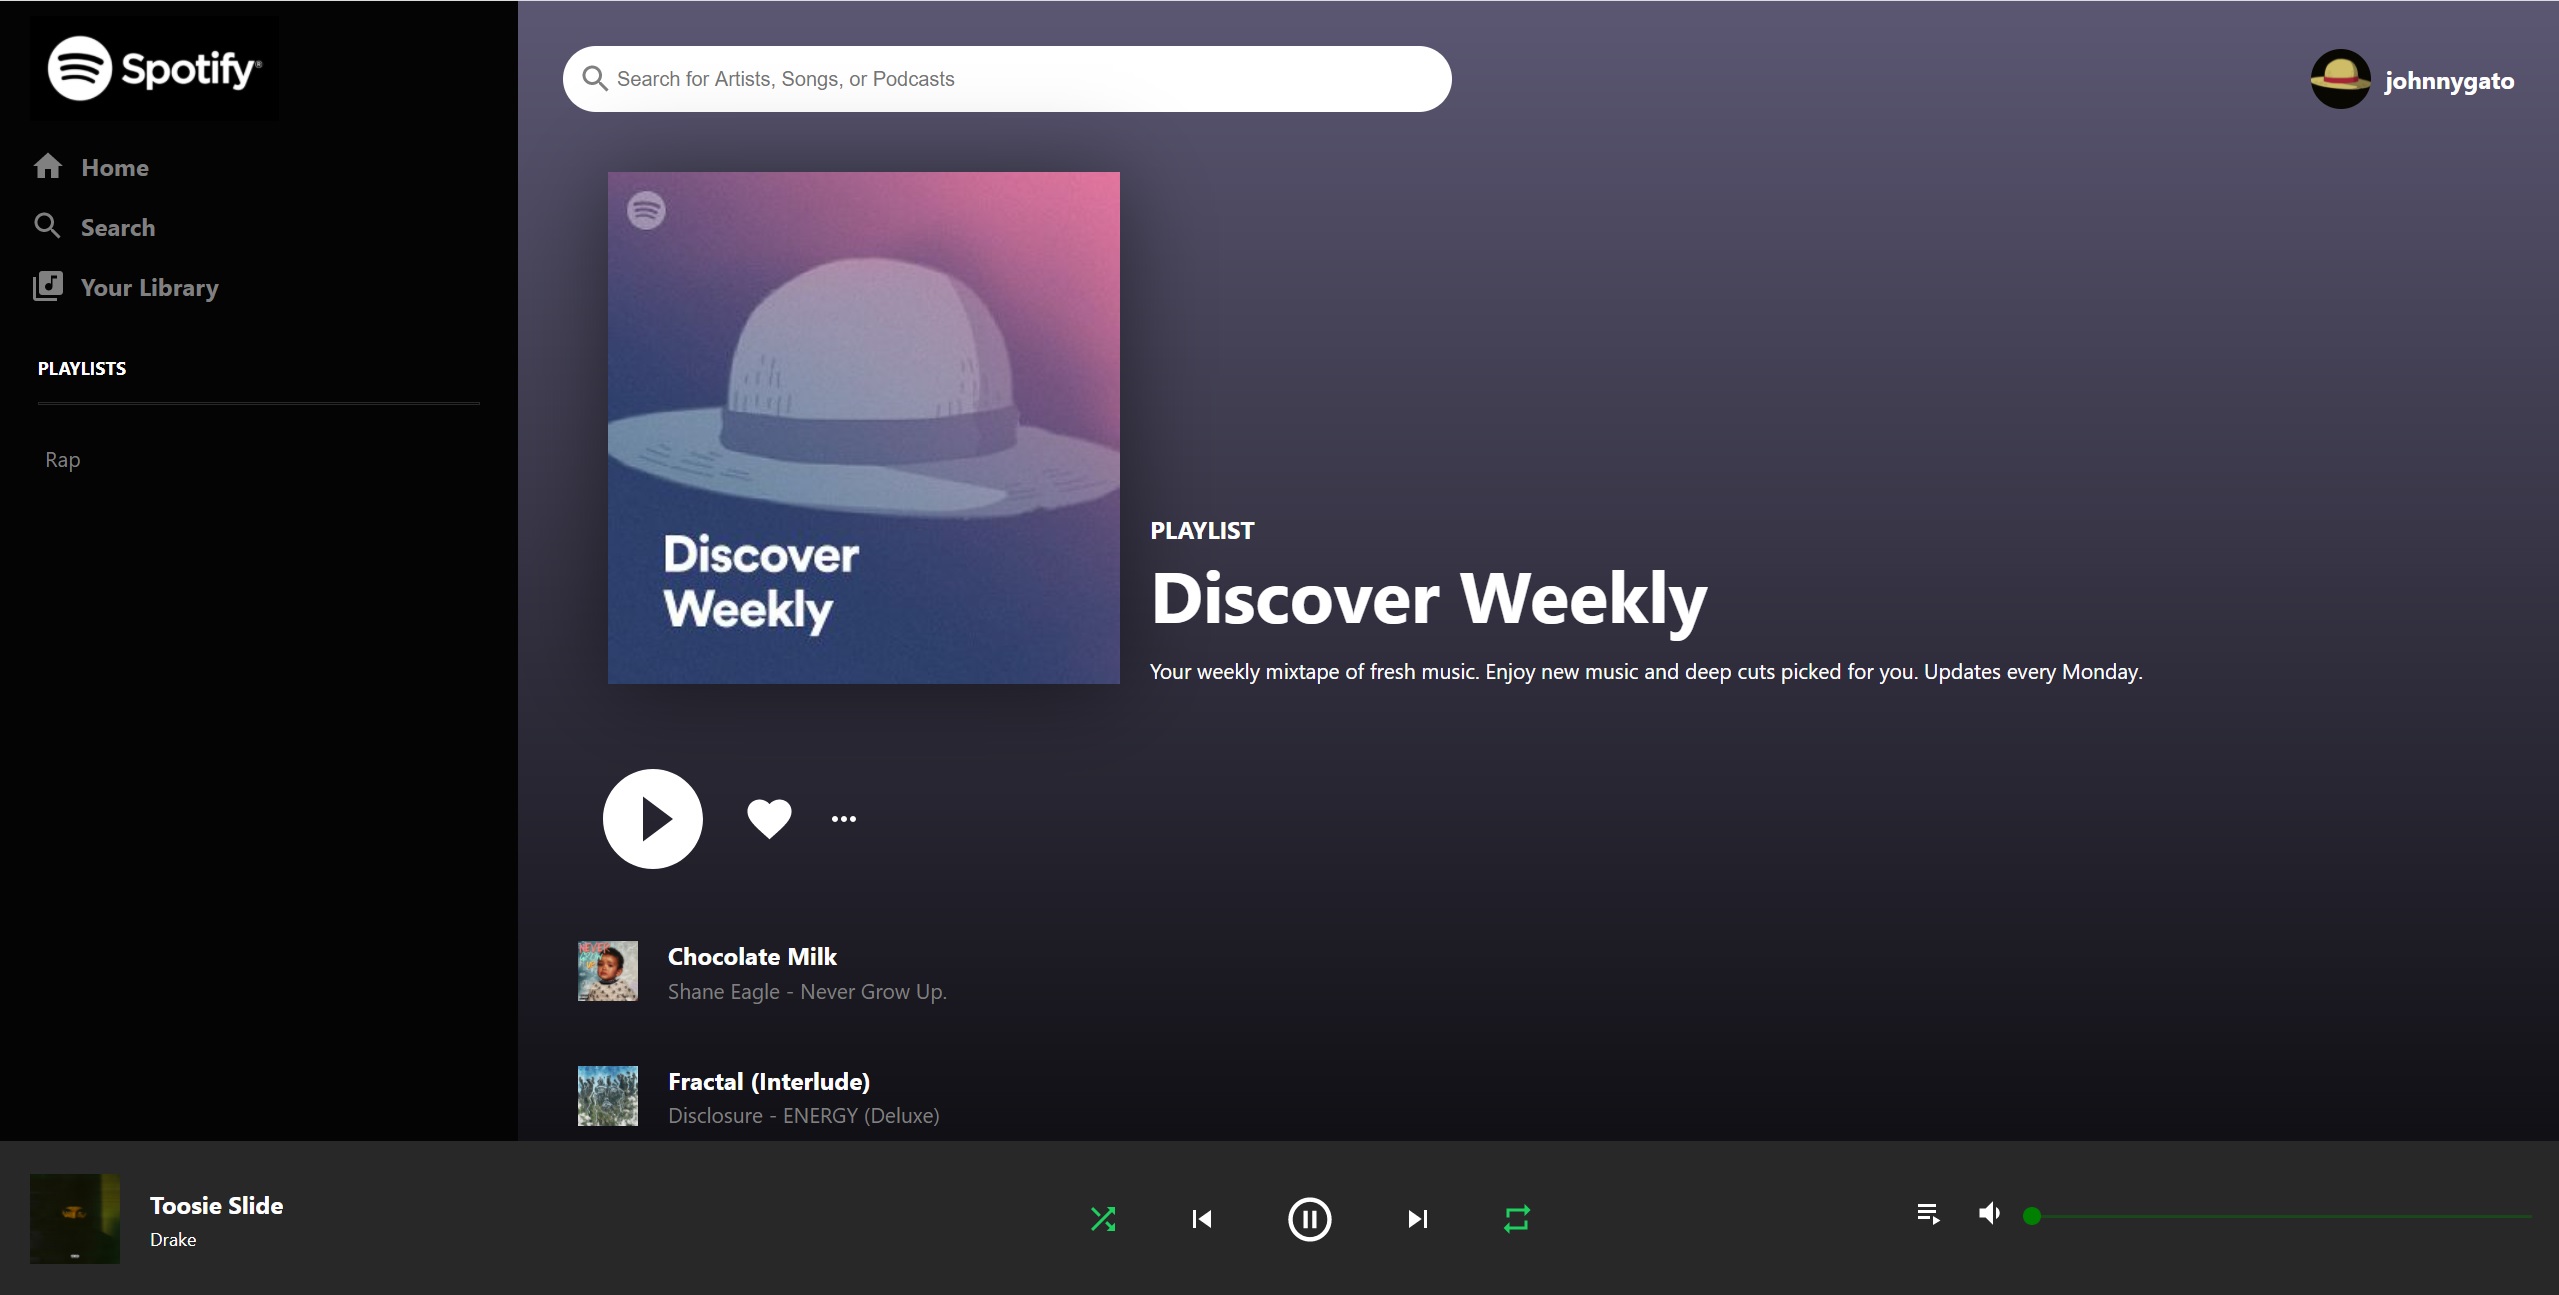 Spotify®
Home
Search
Your Library
PLAYLISTS
Rap
Search for Artists, Songs, or Podcasts
johnnygato
Discover
Weekly
PLAYLIST
Discover Weekly
Your weekly mixtape of fresh music. Enjoy new music and deep cuts picked for you. Updates every Monday.
Chocolate Milk
Shane Eagle - Never Grow Up.
Fractal (Interlude)
Disclosure - ENERGY (Deluxe)
Toosie Slide
Drake